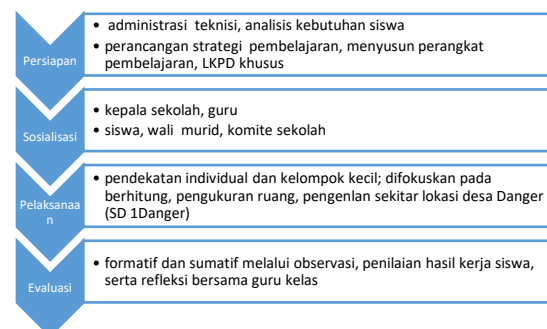 Persiapan
• administrasi  teknisi, analisis kebutuhan siswa
• perancangan strategi  pembelajaran, menyusun perangkat
pembelajaran, LKPD khusus
Sosialisasi
• kepala sekolah, guru
• siswa, wali  murid, komite sekolah
Pelaksanaa
n
• pendekatan individual dan kelompok kecil; difokuskan pada
berhitung, pengukuran ruang, pengenlan sekitar lokasi desa Danger
(SD 1Danger)
Evaluasi
• formatif dan sumatif melalui observasi, penilaian hasil kerja siswa,
serta refleksi bersama guru kelas